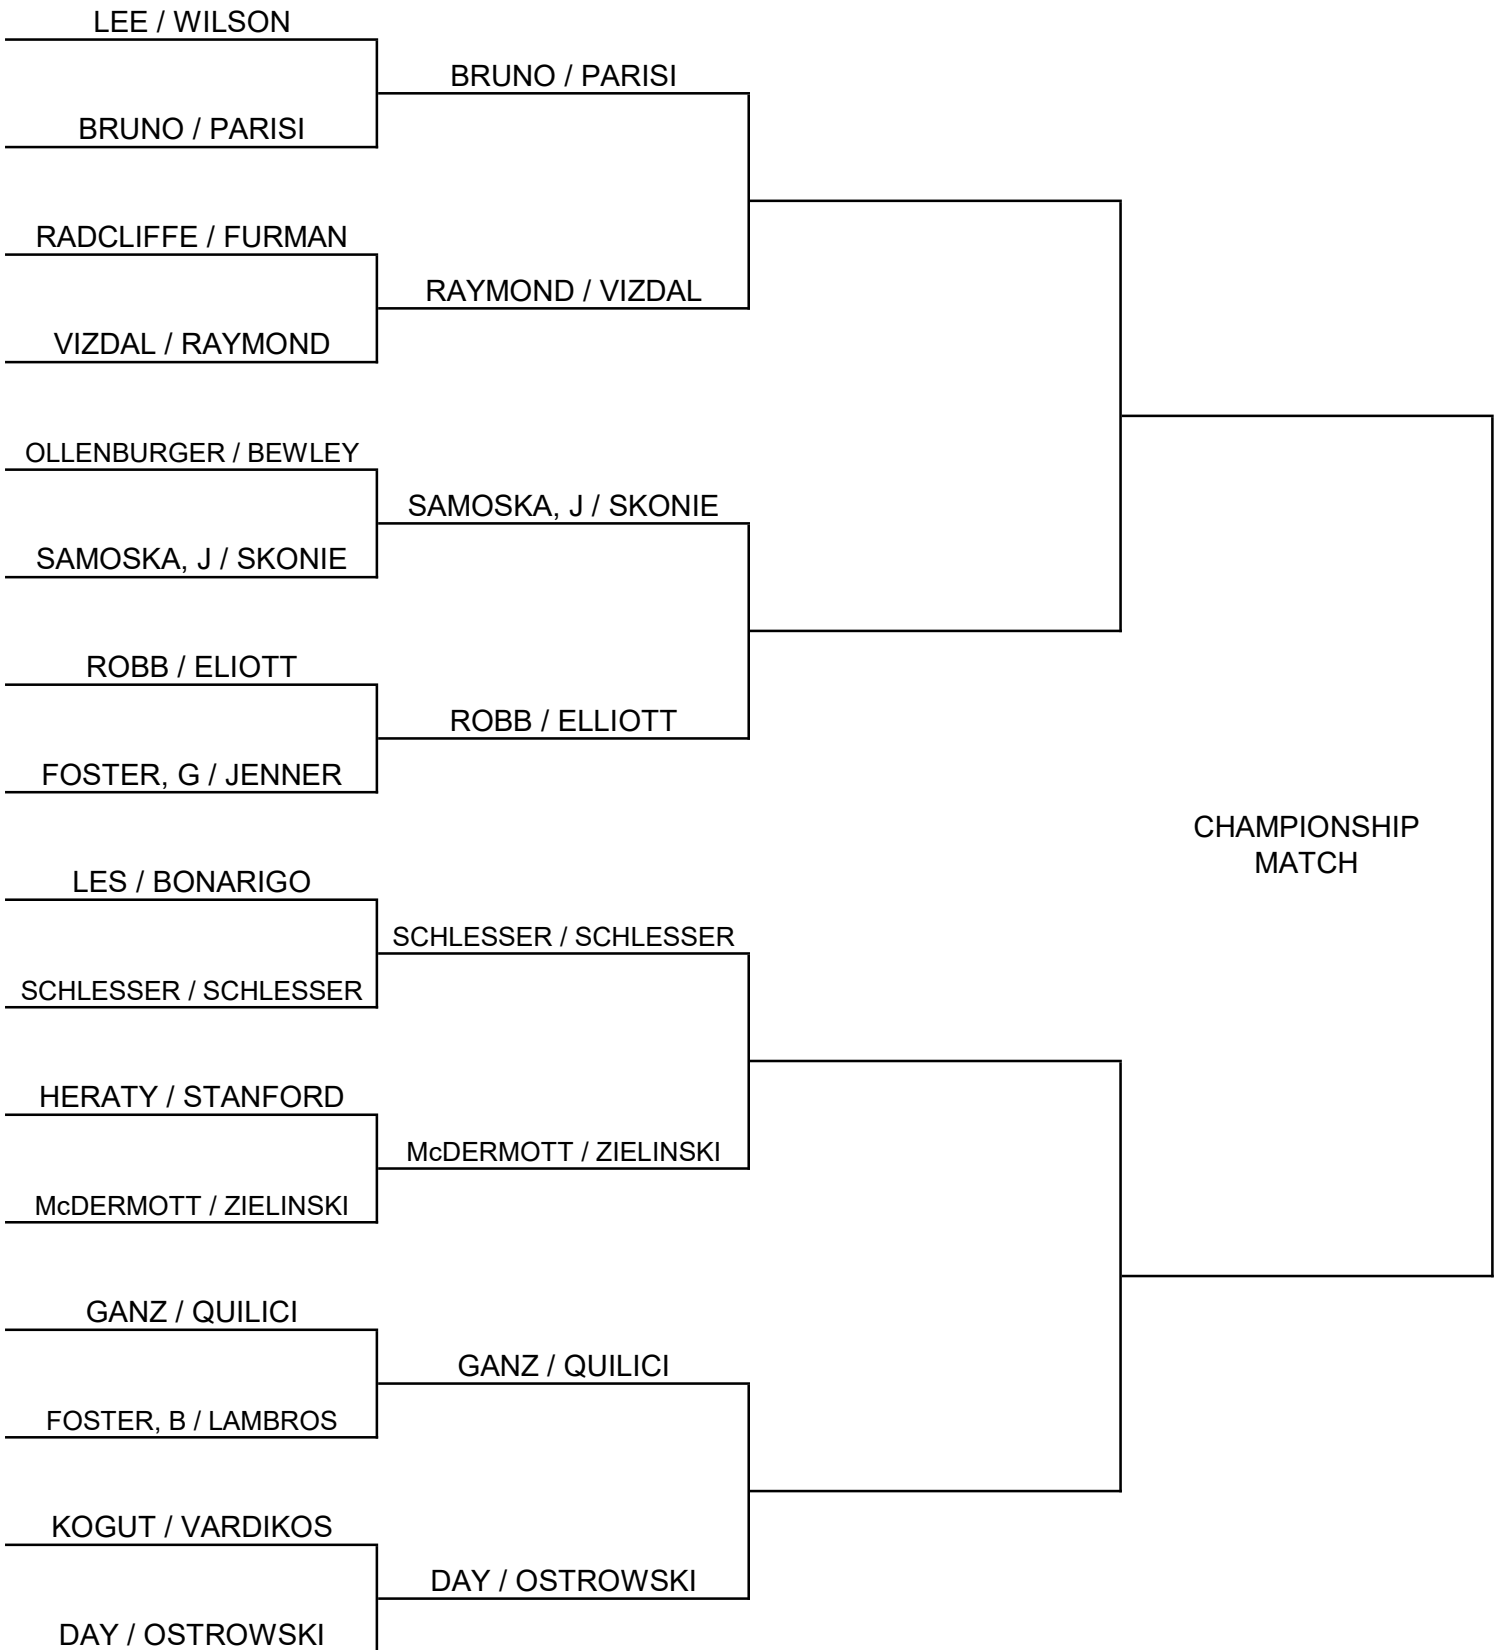 LEE / WILSON
BRUNO / PARISI
BRUNO / PARISI
RADCLIFFE / FURMAN
RAYMOND / VIZDAL
VIZDAL / RAYMOND
OLLENBURGER / BEWLEY
SAMOSKA, J / SKONIE
SAMOSKA, J / SKONIE
ROBB / ELIOTT
ROBB / ELLIOTT
FOSTER, G / JENNER
CHAMPIONSHIP
MATCH
LES / BONARIGO
SCHLESSER / SCHLESSER
SCHLESSER / SCHLESSER
HERATY / STANFORD
McDERMOTT / ZIELINSKI
McDERMOTT / ZIELINSKI
GANZ / QUILICI
GANZ / QUILICI
FOSTER, B / LAMBROS
KOGUT / VARDIKOS
DAY / OSTROWSKI
DAY / OSTROWSKI